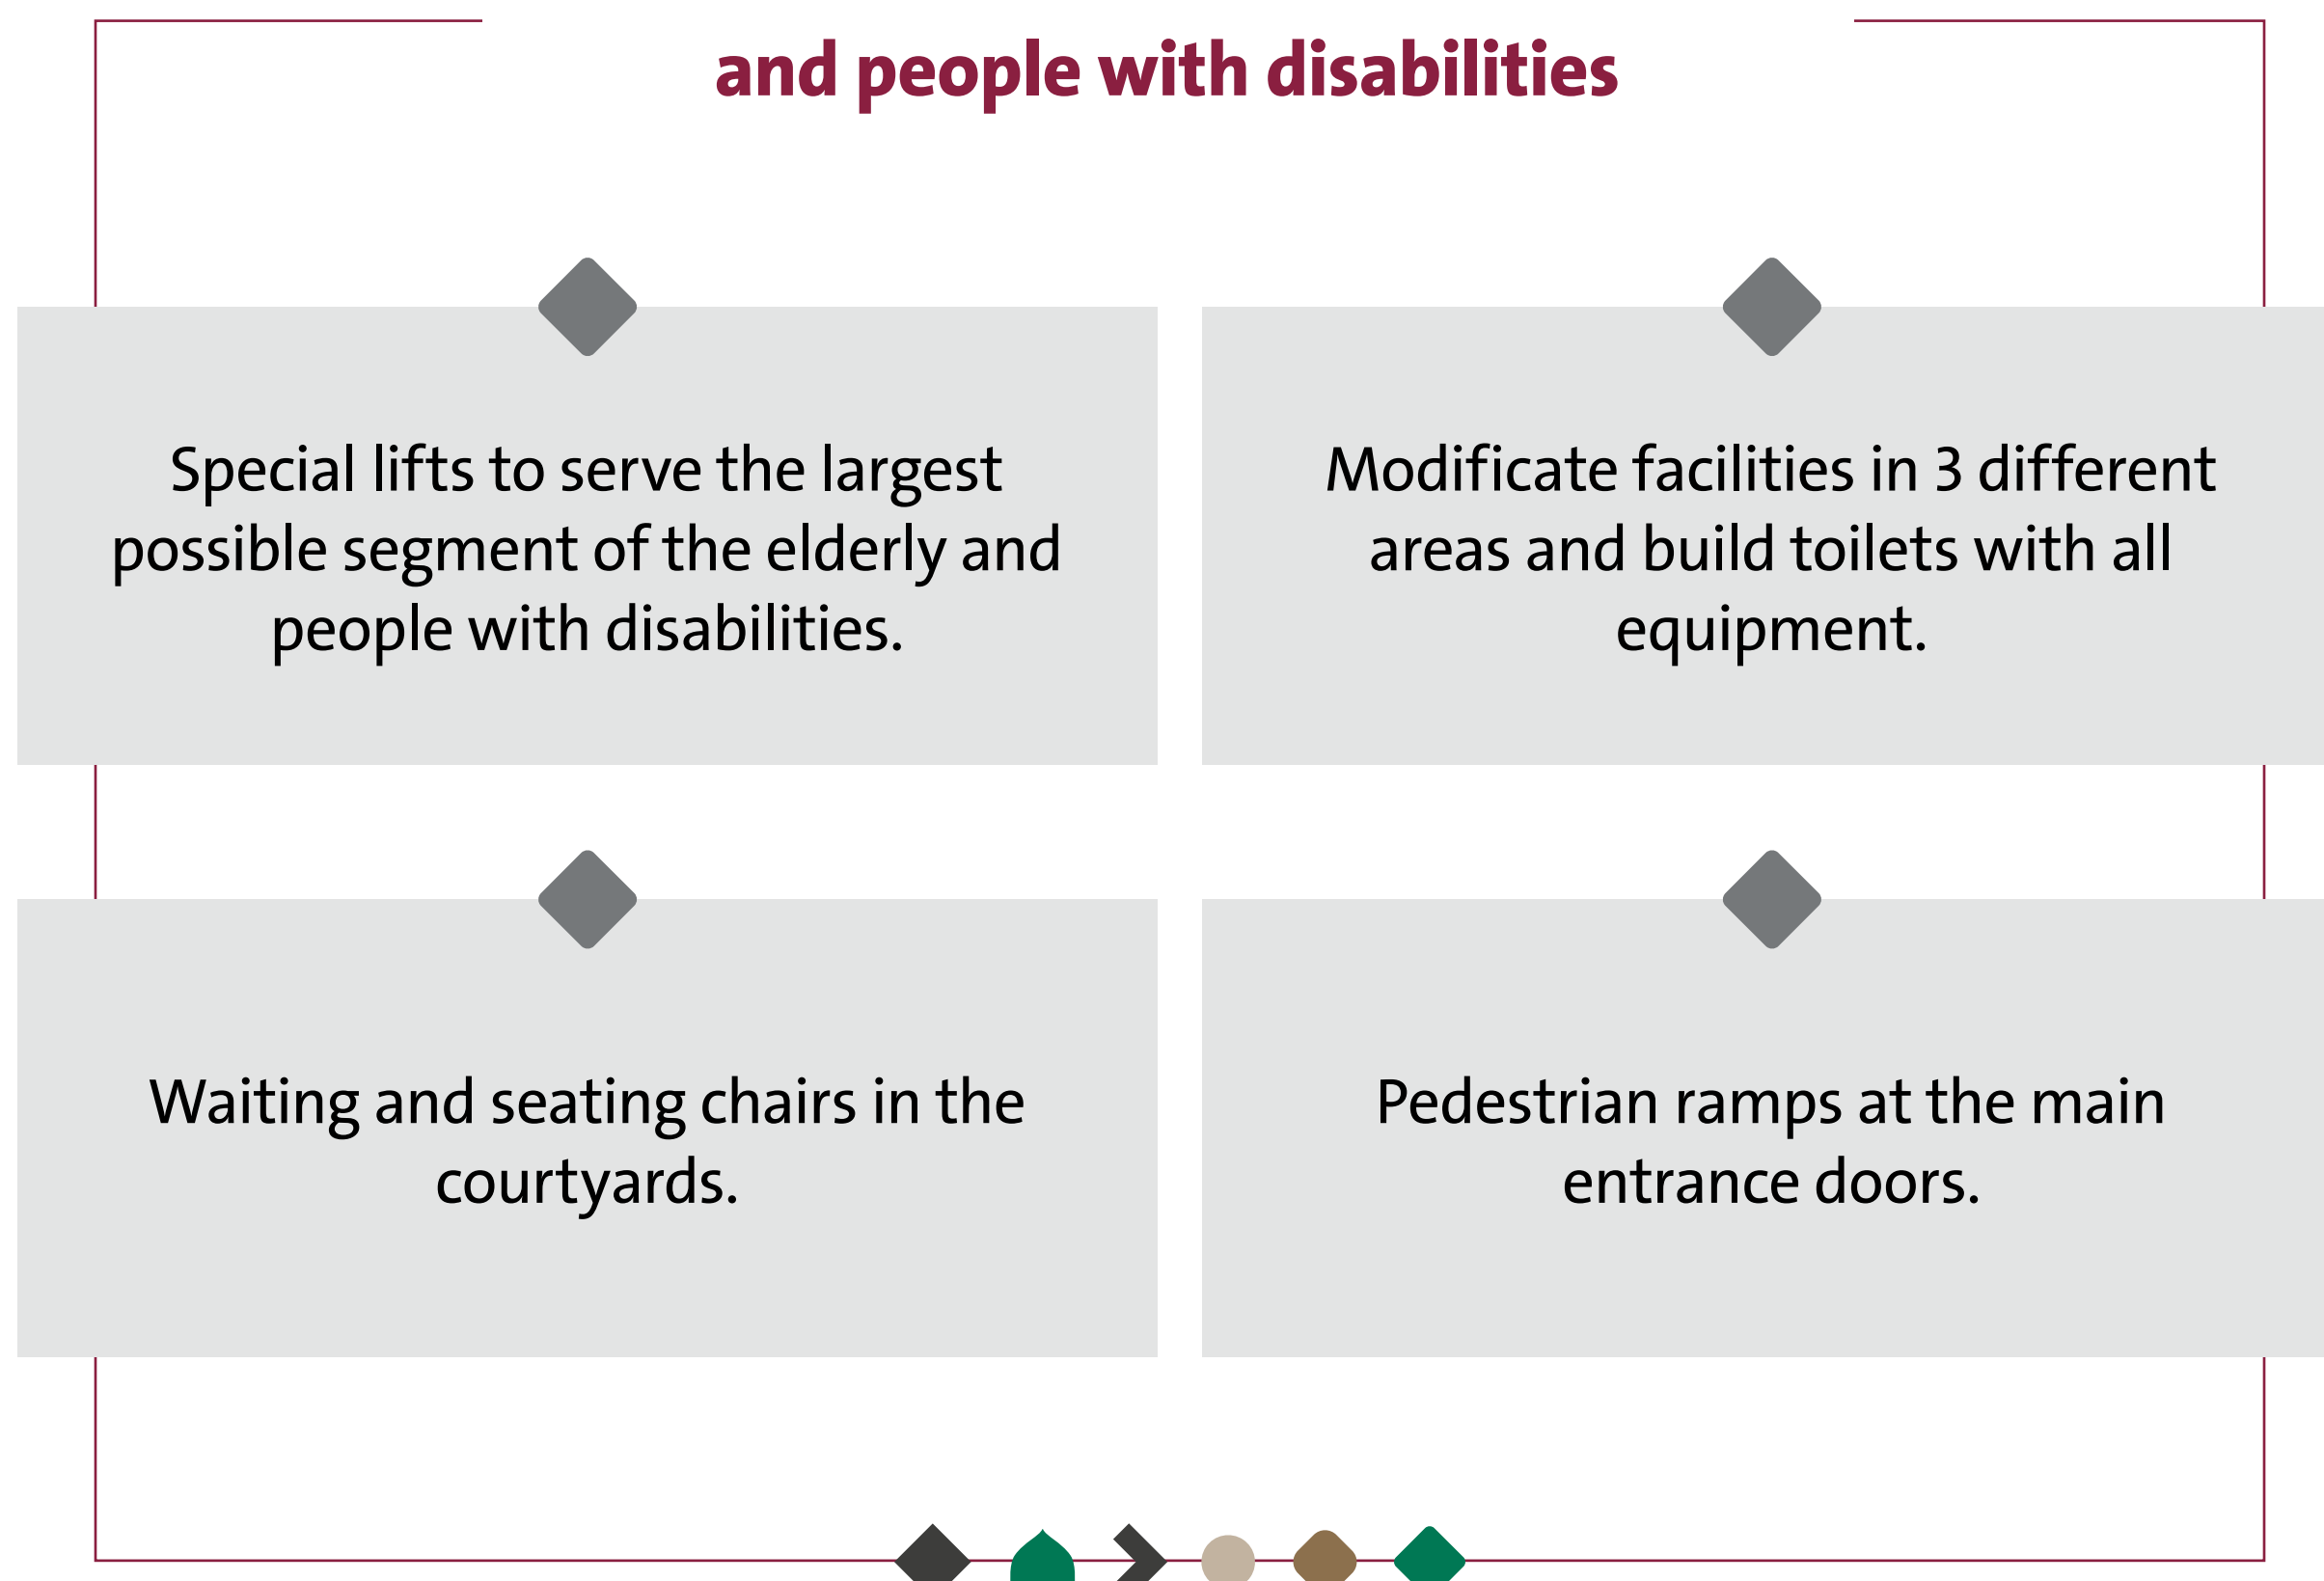 and people with disabilities
Special lifts to serve the largest
possible segment of the elderly and
people with disabilities.
Modificate facilities in 3 different
areas and build toilets with all
equipment.
Waiting and seating chairs in the
courtyards.
Pedestrian ramps at the main
entrance doors.